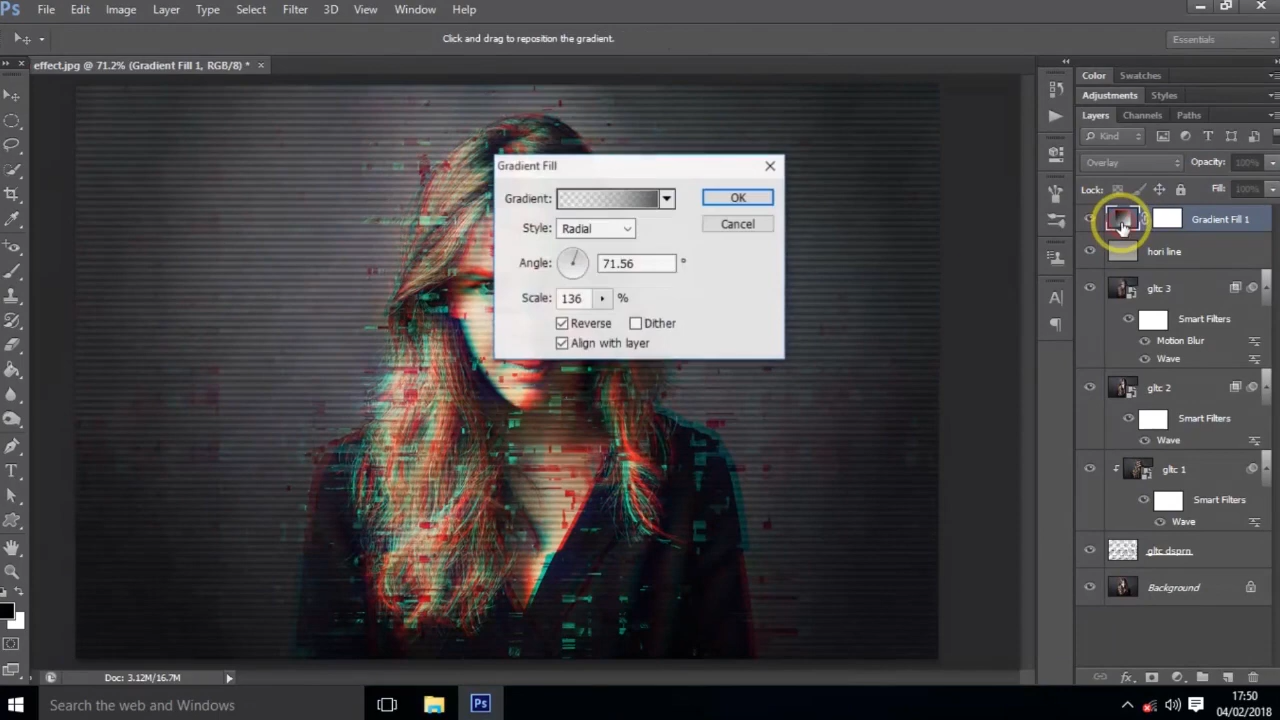 Ps File Edit Image Layer Type Select Filter 3D View Window Help
Click and drag to reposition the gradient.
Essentials
effect.jpg @ 71.2% (Gradient Fill 1, RGB/8) *
Color Swatches
Adjustments Styles
Layers Channels Paths
Kind
Overlay Opacity: 100%
Lock: Fill: 100%
Gradient Fill 1
hori line
gltc 3
Smart Filters
Motion Blur
Wave
gltc 2
Smart Filters
Wave
gltc 1
Smart Filters
Wave
gltc dsprn
Background
Gradient Fill
Gradient: OK
Style: Radial Cancel
Angle: 71.56 °
Scale: 136 %
Reverse Dither
Align with layer
Doc: 3.12M/16.7M
Search the web and Windows
Ps
17:50
04/02/2018